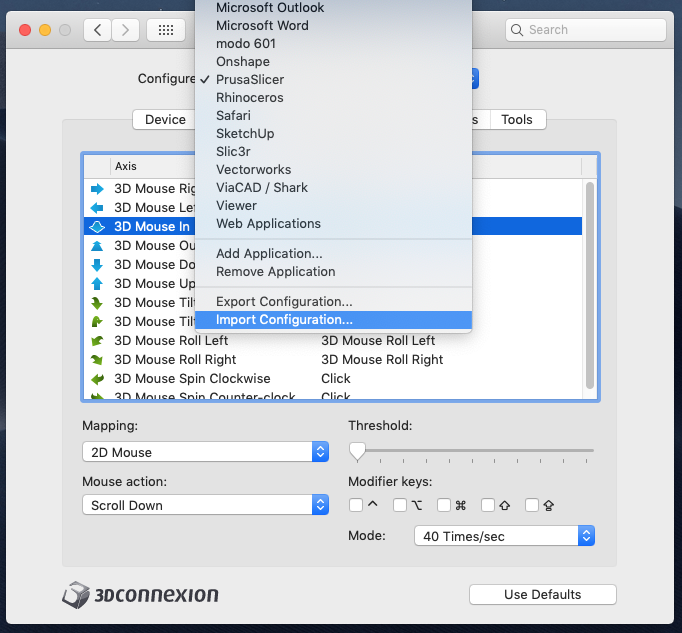 Microsoft Outlook
Microsoft Word
modo 601
Search
Onshape
Configure
✓ PrusaSlicer
Rhinoceros
Safari
Device
s
Tools
SketchUp
Slic3r
Axis
Vectorworks
3D Mouse Rig
ViaCAD / Shark
3D Mouse Lef
Viewer
3D Mouse In
Web Applications
3D Mouse Ou
Add Application...
3D Mouse Do
Remove Application
3D Mouse Up
3D Mouse Tilt
Export Configuration...
3D Mouse Tilt
Import Configuration...
3D Mouse Roll Left 3D Mouse Roll Left
3D Mouse Roll Right 3D Mouse Roll Right
3D Mouse Spin Clockwise Click
3D Mouse Spin Counter-clock Click
Mapping: Threshold:
2D Mouse
Mouse action: Modifier keys:
Scroll Down ⌃ ⌥ ⌘ ⇧ ⇪
Mode: 40 Times/sec
3Dconnexion
Use Defaults